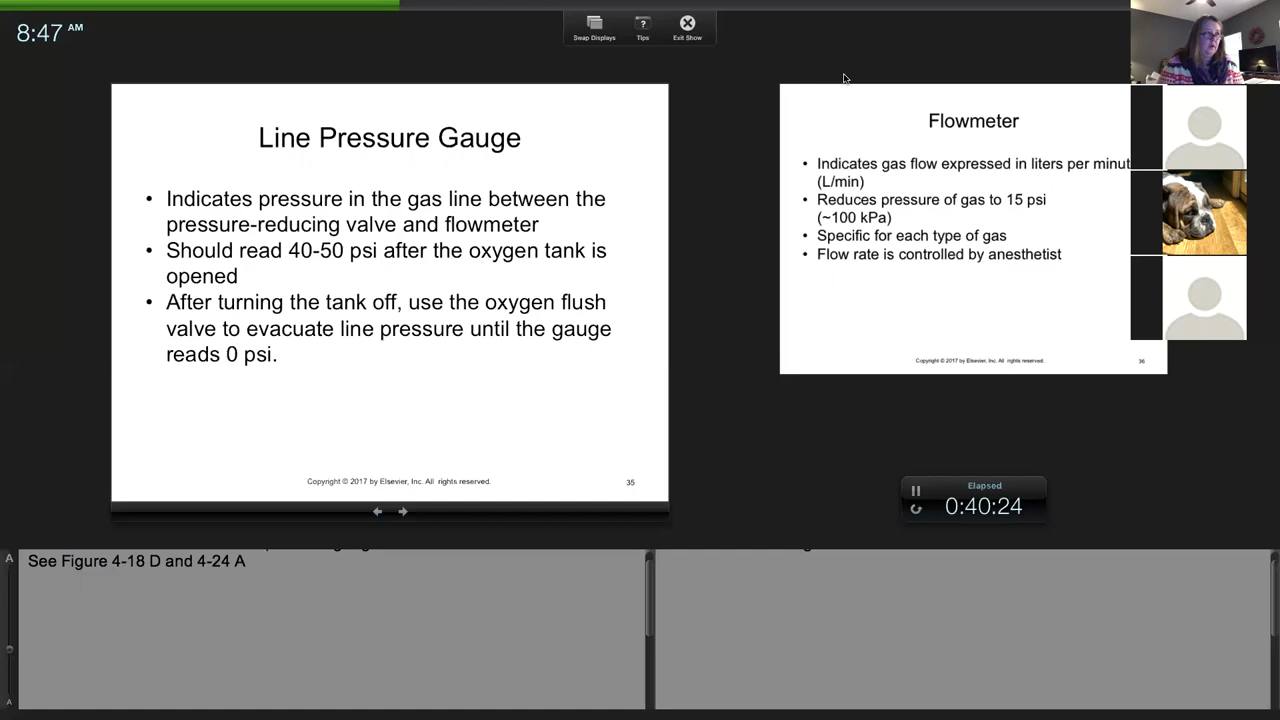 8:47 AM
Swap Displays
Tips
Exit Show
Line Pressure Gauge
• Indicates pressure in the gas line between the
pressure-reducing valve and flowmeter
• Should read 40-50 psi after the oxygen tank is
opened
• After turning the tank off, use the oxygen flush
valve to evacuate line pressure until the gauge
reads 0 psi.
Copyright © 2017 by Elsevier, Inc. All rights reserved.
35
Flowmeter
• Indicates gas flow expressed in liters per minut
(L/min)
• Reduces pressure of gas to 15 psi
(~100 kPa)
• Specific for each type of gas
• Flow rate is controlled by anesthetist
Copyright © 2017 by Elsevier, Inc. All rights reserved.
36
Elapsed
0:40:24
A
See Figure 4-18 D and 4-24 A
A